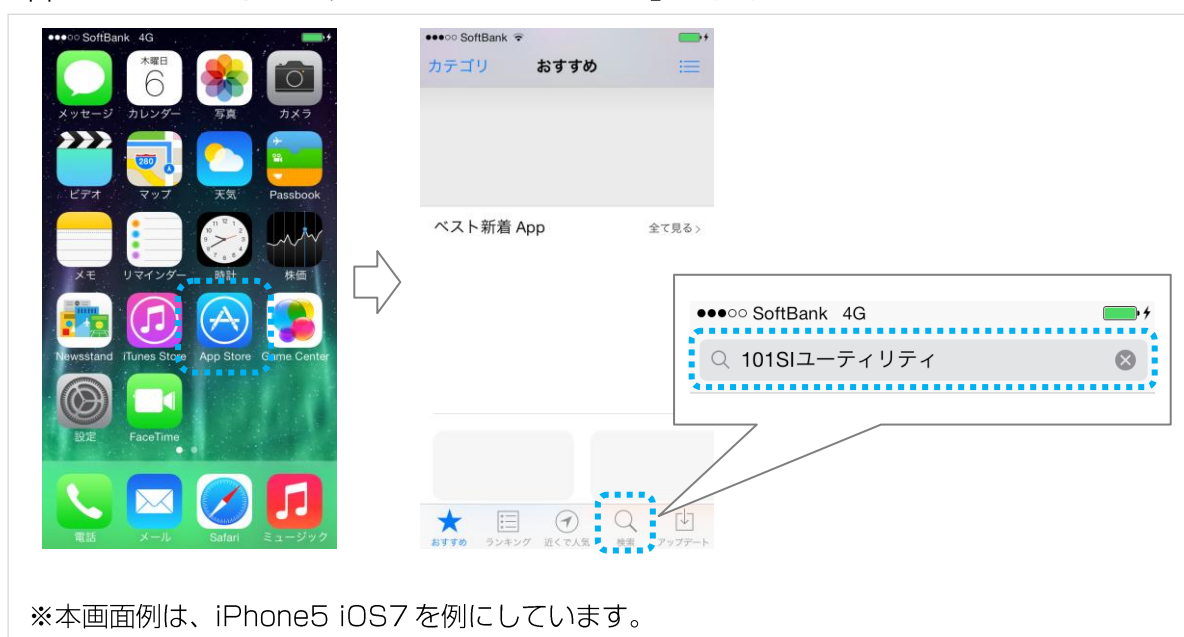 ●●●○○ SoftBank 4G
木曜日
6
メッセージ カレンダー 写真 カメラ
280
ビデオ マップ 天気 Passbook
メモ リマインダー 時計 株価
Newsstand iTunes Store App Store Game Center
設定 FaceTime
電話 メール Safari ミュージック
●●●○○ SoftBank
カテゴリ おすすめ
ベスト新着 App 全て見る >
おすすめ ランキング 近くで人気 検索 アップデート
●●●○○ SoftBank 4G
101SIユーティリティ
※本画面例は、iPhone5 iOS7を例にしています。